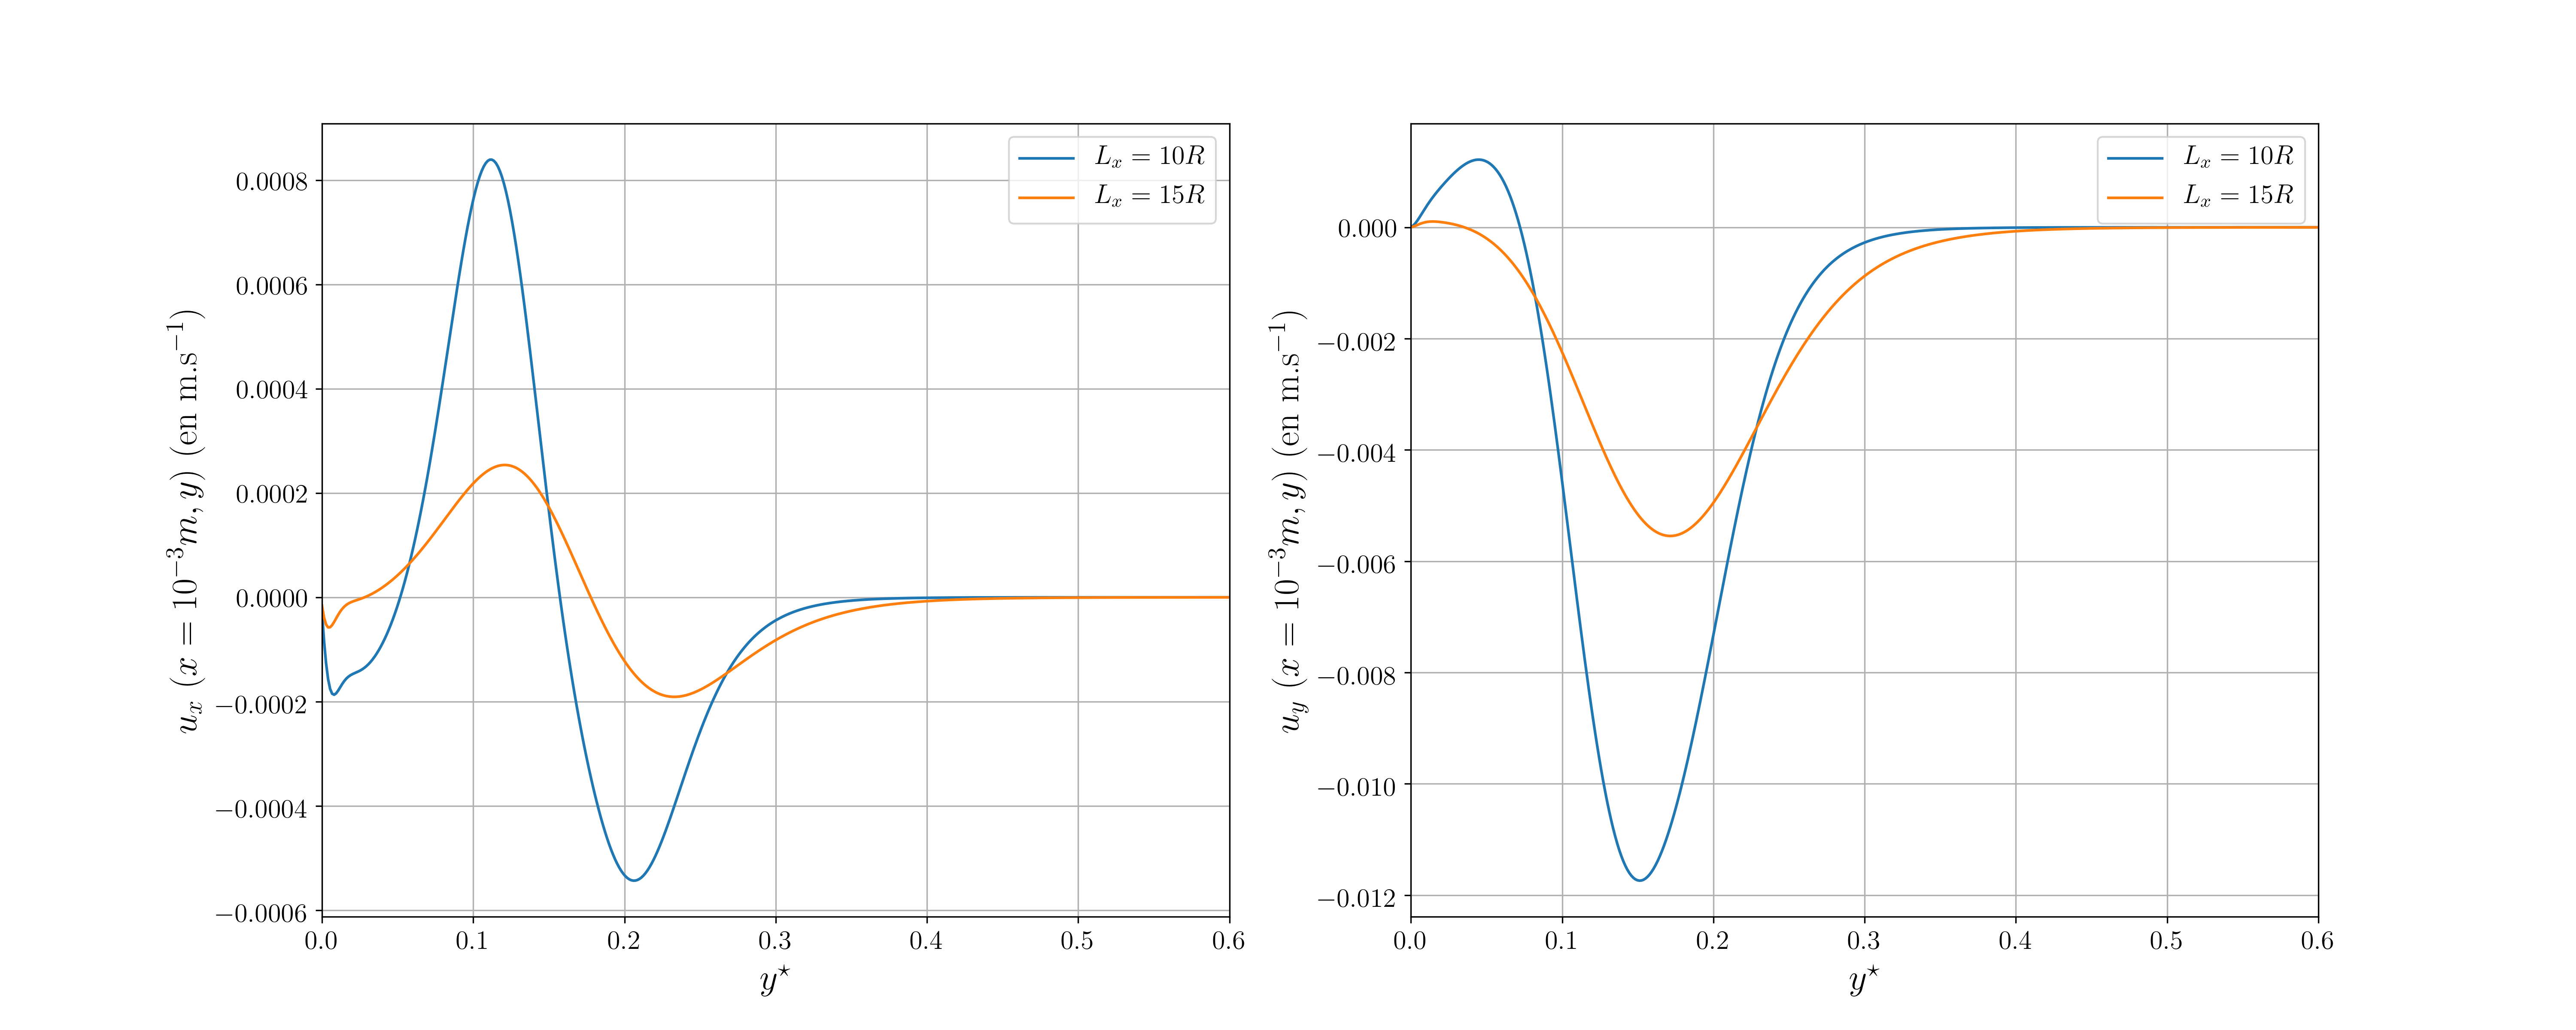 L_x = 10R
L_x = 15R
0.0008
0.0006
0.0004
0.0002
0.0000
−0.0002
−0.0004
−0.0006
0.0 0.1 0.2 0.3 0.4 0.5 0.6
y⋆
u_x (x = 10⁻³m, y) (en m.s⁻¹)
L_x = 10R
L_x = 15R
0.000
−0.002
−0.004
−0.006
−0.008
−0.010
−0.012
0.0 0.1 0.2 0.3 0.4 0.5 0.6
y⋆
u_y (x = 10⁻³m, y) (en m.s⁻¹)